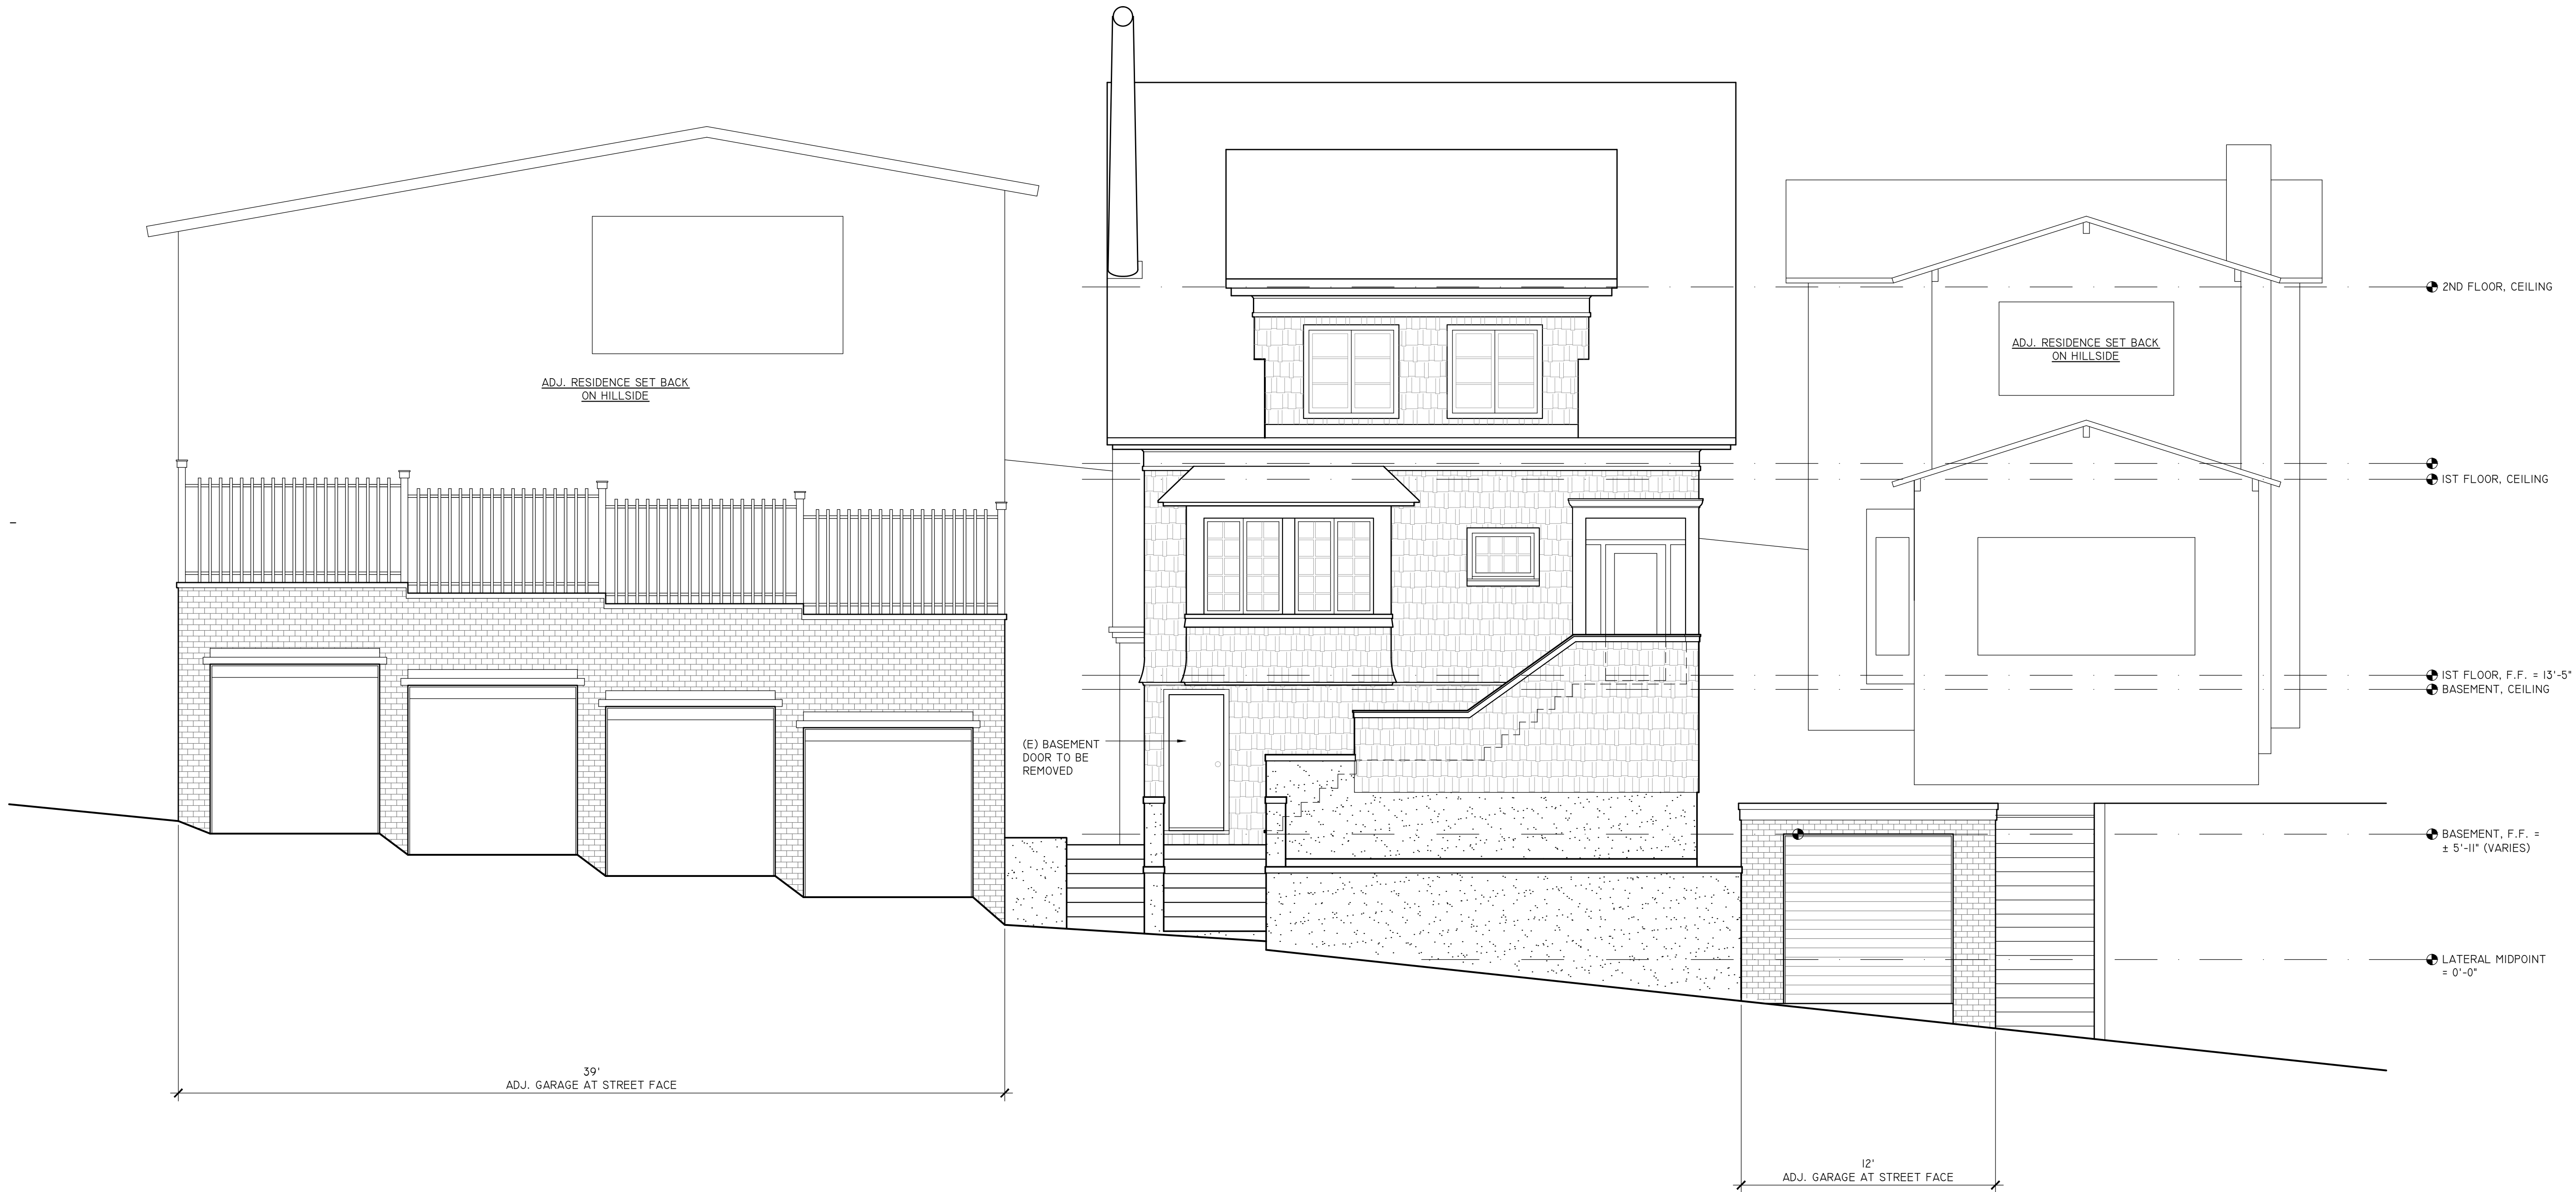 2ND FLOOR, CEILING
ADJ. RESIDENCE SET BACK
ON HILLSIDE
ADJ. RESIDENCE SET BACK
ON HILLSIDE
1ST FLOOR, CEILING
1ST FLOOR, F.F. = 13'-5"
BASEMENT, CEILING
(E) BASEMENT
DOOR TO BE
REMOVED
BASEMENT, F.F. =
± 5'-11" (VARIES)
LATERAL MIDPOINT
= 0'-0"
39'
ADJ. GARAGE AT STREET FACE
12'
ADJ. GARAGE AT STREET FACE